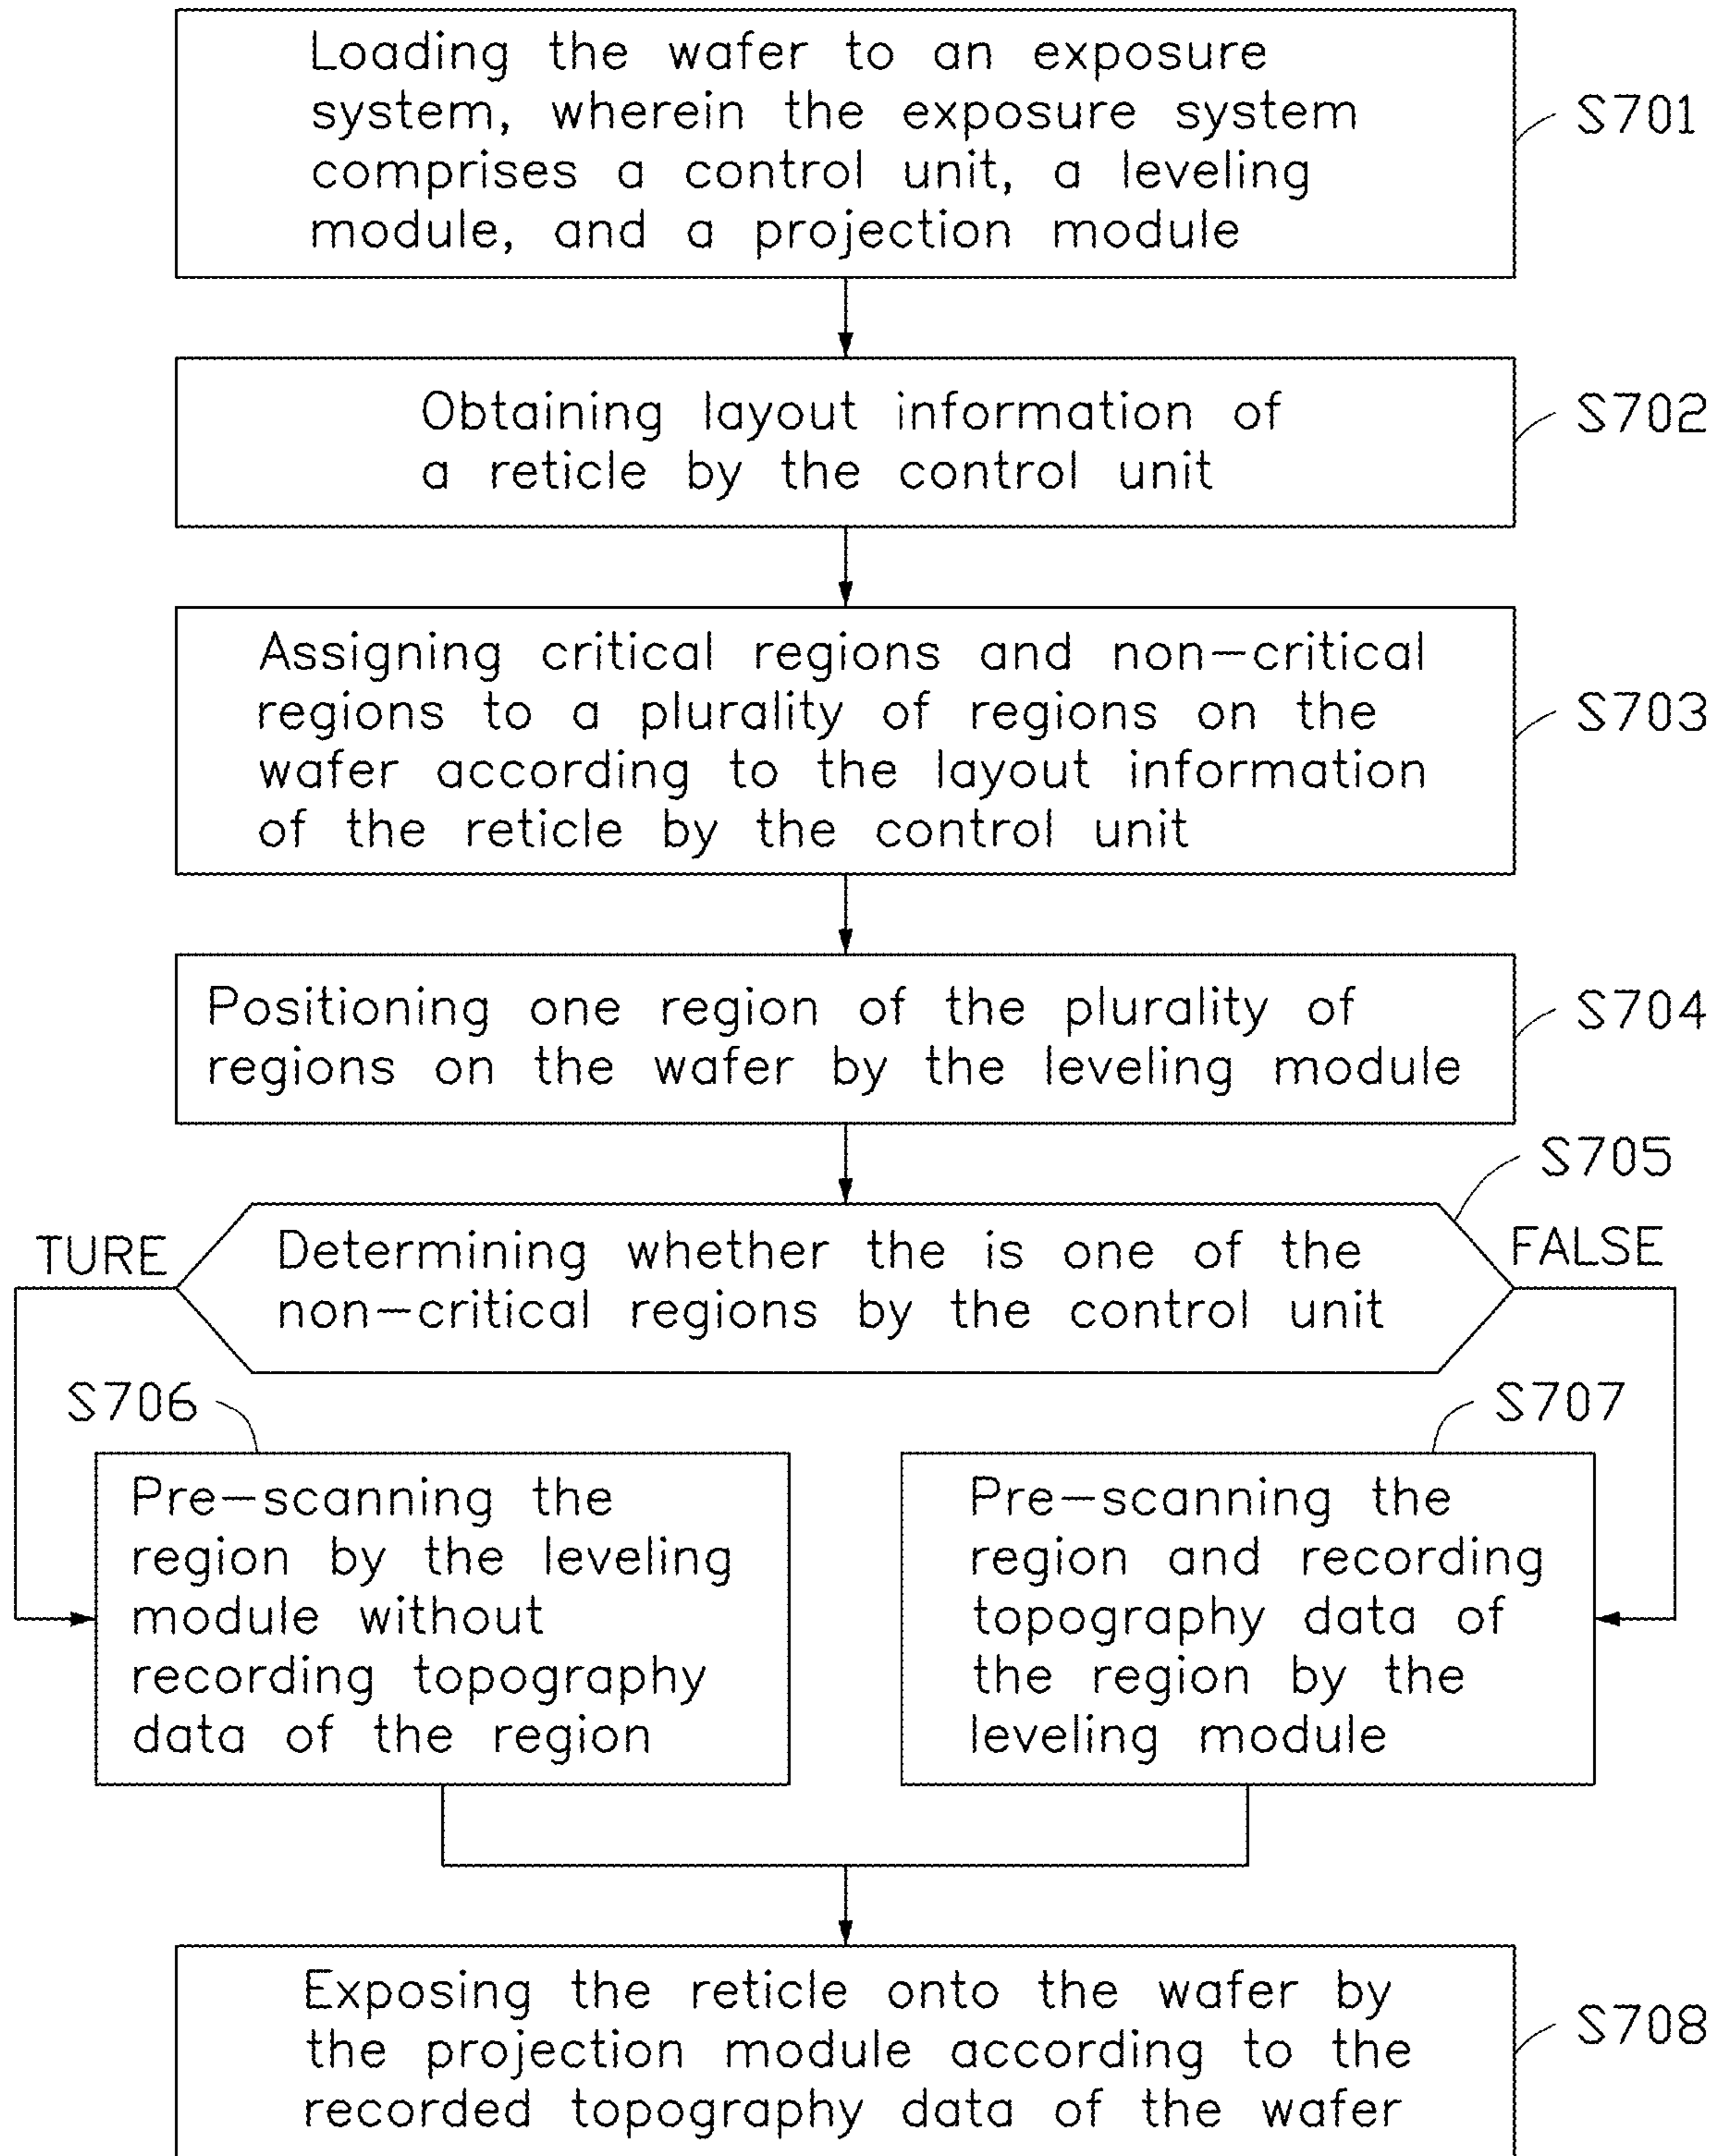 Loading the wafer to an exposure
system, wherein the exposure system
comprises a control unit, a leveling
module, and a projection module
S701
Obtaining layout information of
a reticle by the control unit
S702
Assigning critical regions and non-critical
regions to a plurality of regions on the
wafer according to the layout information
of the reticle by the control unit
S703
Positioning one region of the plurality of
regions on the wafer by the leveling module
S704
S705
TURE
Determining whether the is one of the
non-critical regions by the control unit
FALSE
S706
Pre-scanning the
region by the leveling
module without
recording topography
data of the region
S707
Pre-scanning the
region and recording
topography data of
the region by the
leveling module
Exposing the reticle onto the wafer by
the projection module according to the
recorded topography data of the wafer
S708